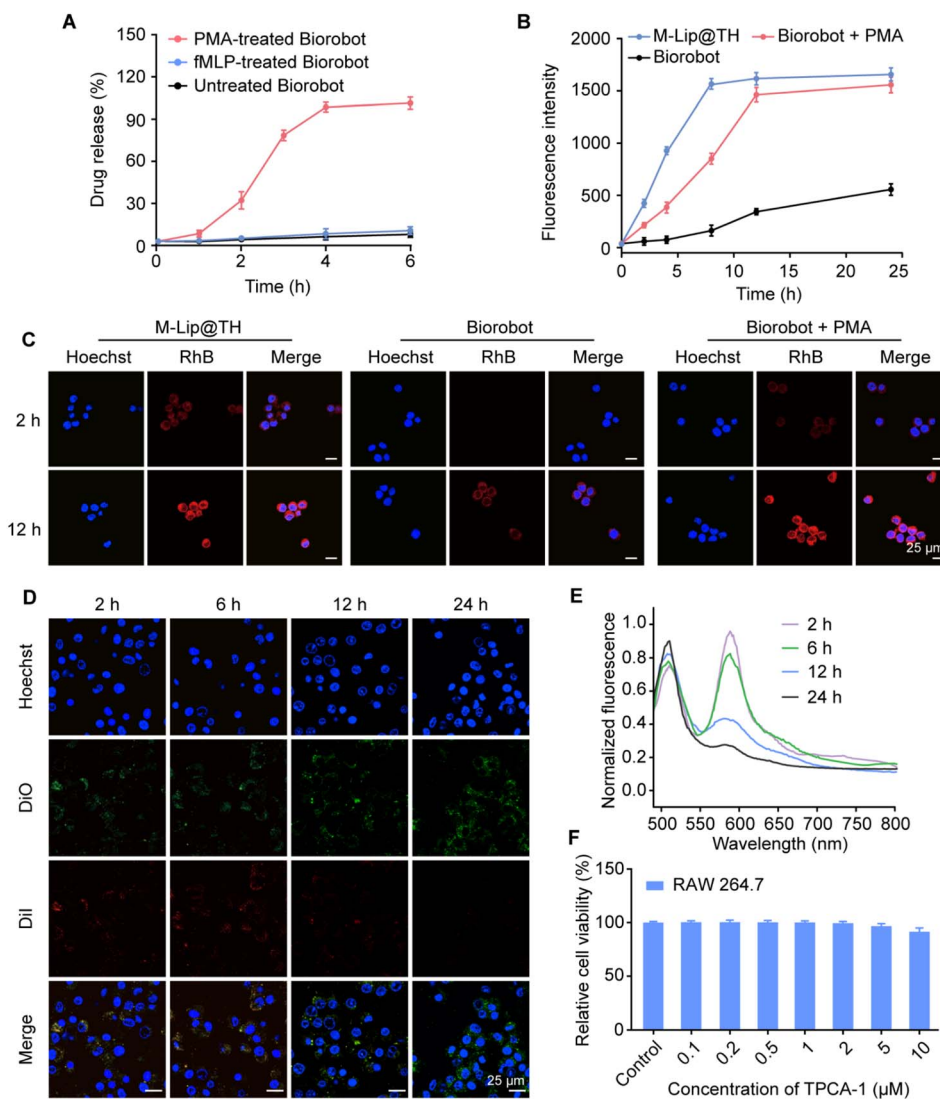 A
Drug release (%)
150
120
90
60
30
0
PMA-treated Biorobot
fMLP-treated Biorobot
Untreated Biorobot
0 2 4 6
Time (h)
B
Fluorescence intensity
2000
1500
1000
500
0
M-Lip@TH Biorobot + PMA
Biorobot
0 5 10 15 20 25
Time (h)
C
M-Lip@TH Biorobot Biorobot + PMA
Hoechst RhB Merge Hoechst RhB Merge Hoechst RhB Merge
2 h
12 h
25 µm
D
2 h 6 h 12 h 24 h
Hoechst
DiO
DiI
Merge
25 µm
E
Normalized fluorescence
1.0
0.8
0.6
0.4
0.2
0.0
2 h
6 h
12 h
24 h
500 550 600 650 700 750 800
Wavelength (nm)
F
Relative cell viability (%)
150
100
50
0
RAW 264.7
Control 0.1 0.2 0.5 1 2 5 10
Concentration of TPCA-1 (µM)